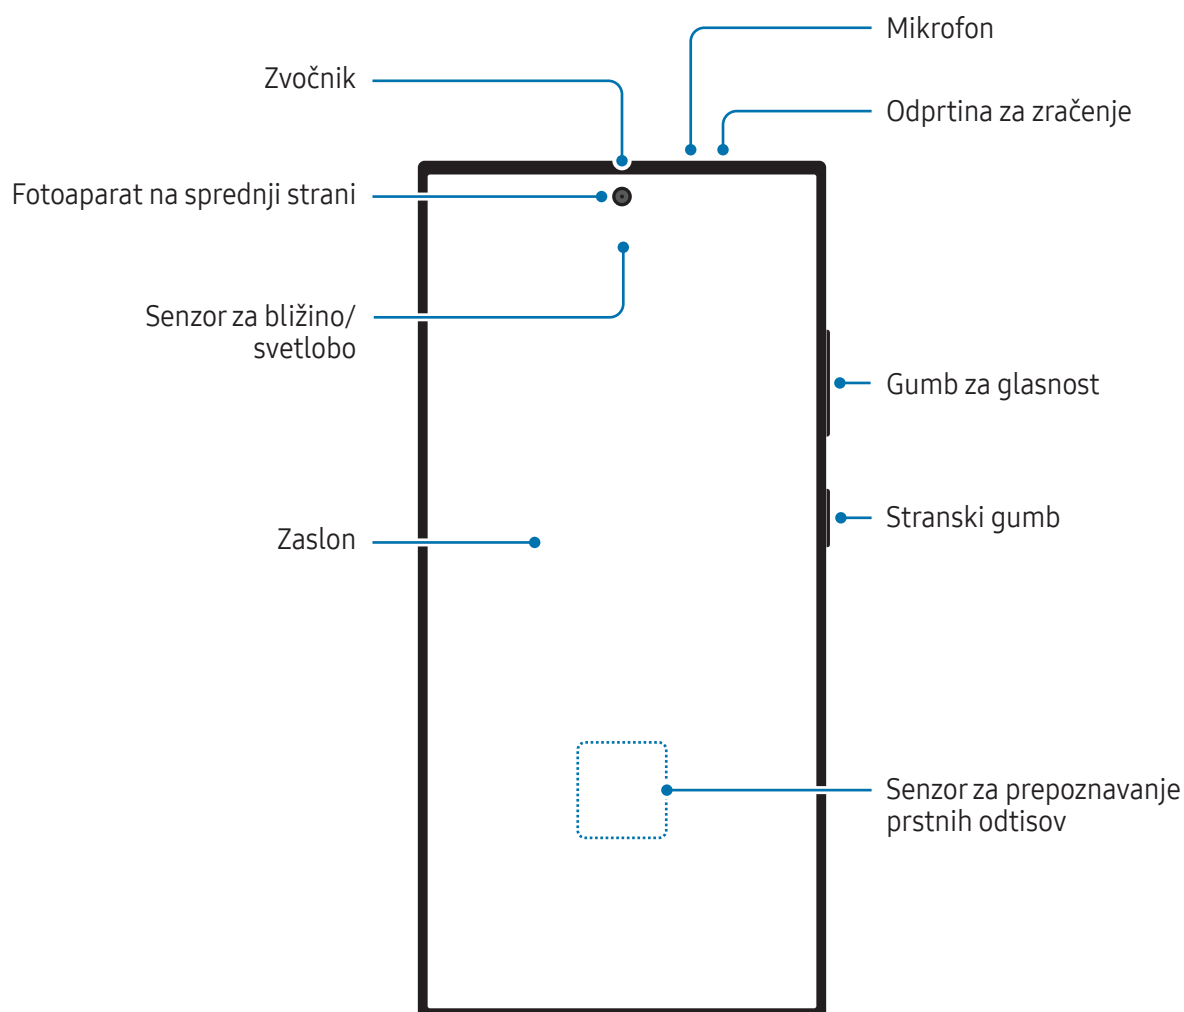 Mikrofon
Zvočnik
Odprtina za zračenje
Fotoaparat na sprednji strani
Senzor za bližino/
svetlobo
Gumb za glasnost
Stranski gumb
Zaslon
Senzor za prepoznavanje
prstnih odtisov